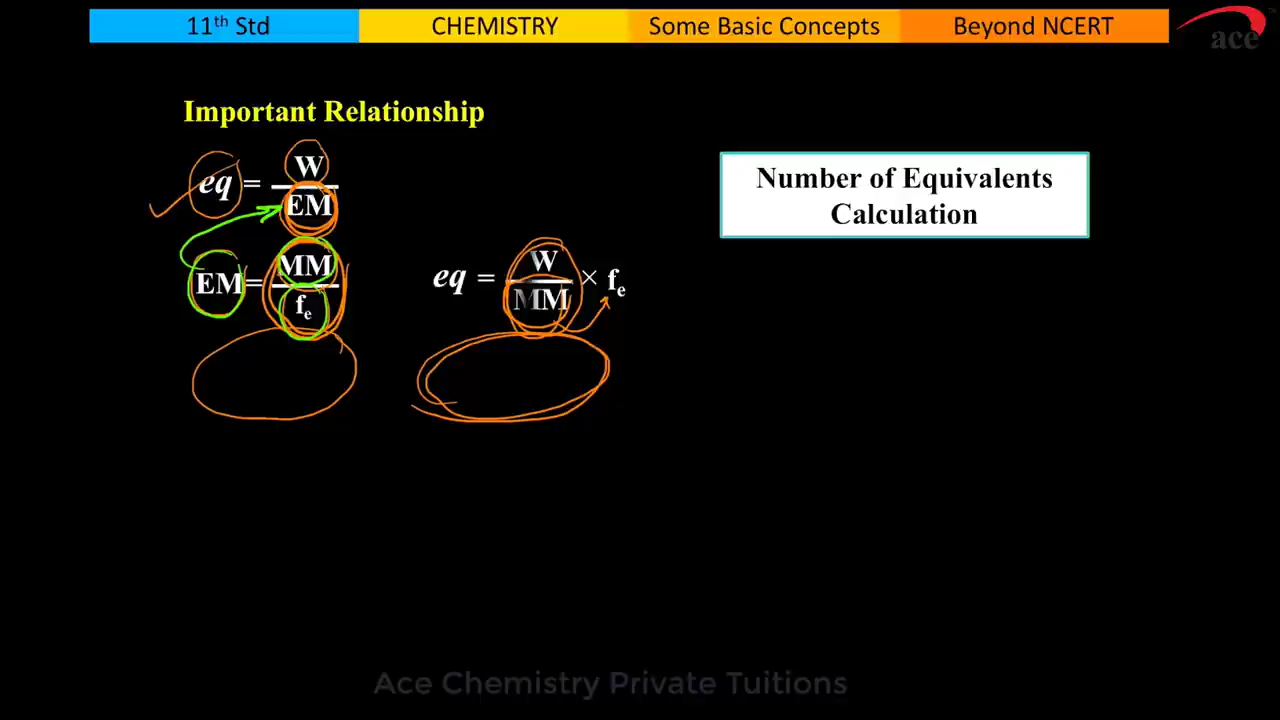 11th Std CHEMISTRY Some Basic Concepts Beyond NCERT
ace
Important Relationship
eq = W / EM
EM = MM / fe
eq = W / MM × fe
Number of Equivalents
Calculation
Ace Chemistry Private Tuitions